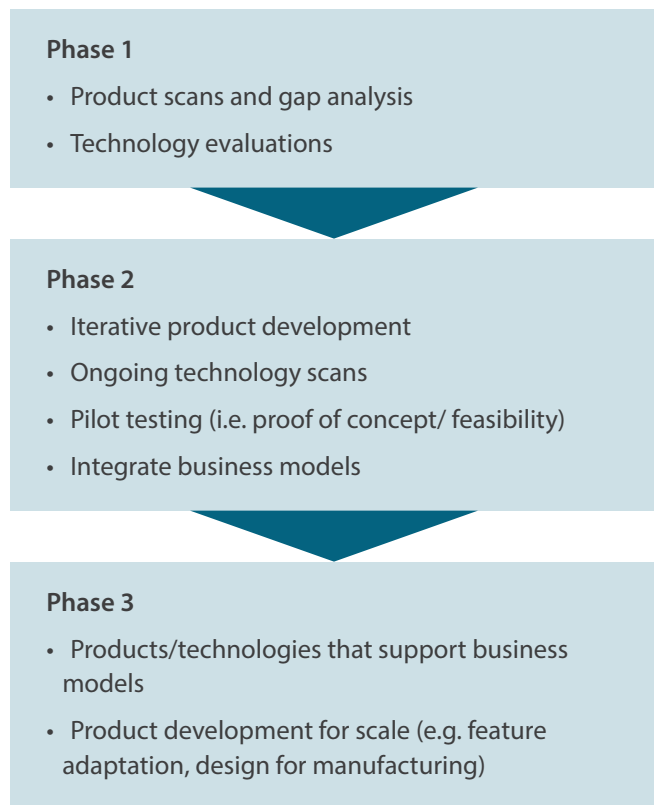 Phase 1
• Product scans and gap analysis
• Technology evaluations
Phase 2
• Iterative product development
• Ongoing technology scans
• Pilot testing (i.e. proof of concept/ feasibility)
• Integrate business models
Phase 3
• Products/technologies that support business
models
• Product development for scale (e.g. feature
adaptation, design for manufacturing)